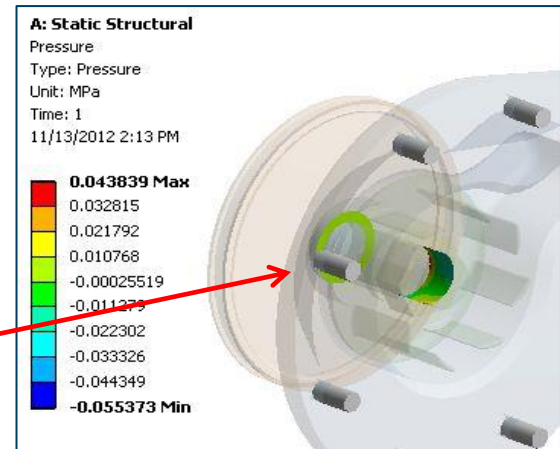 A: Static Structural
Pressure
Type: Pressure
Unit: MPa
Time: 1
11/13/2012 2:13 PM
0.043839 Max
0.032815
0.021792
0.010768
-0.00025519
-0.011279
-0.022302
-0.033326
-0.044349
-0.055373 Min